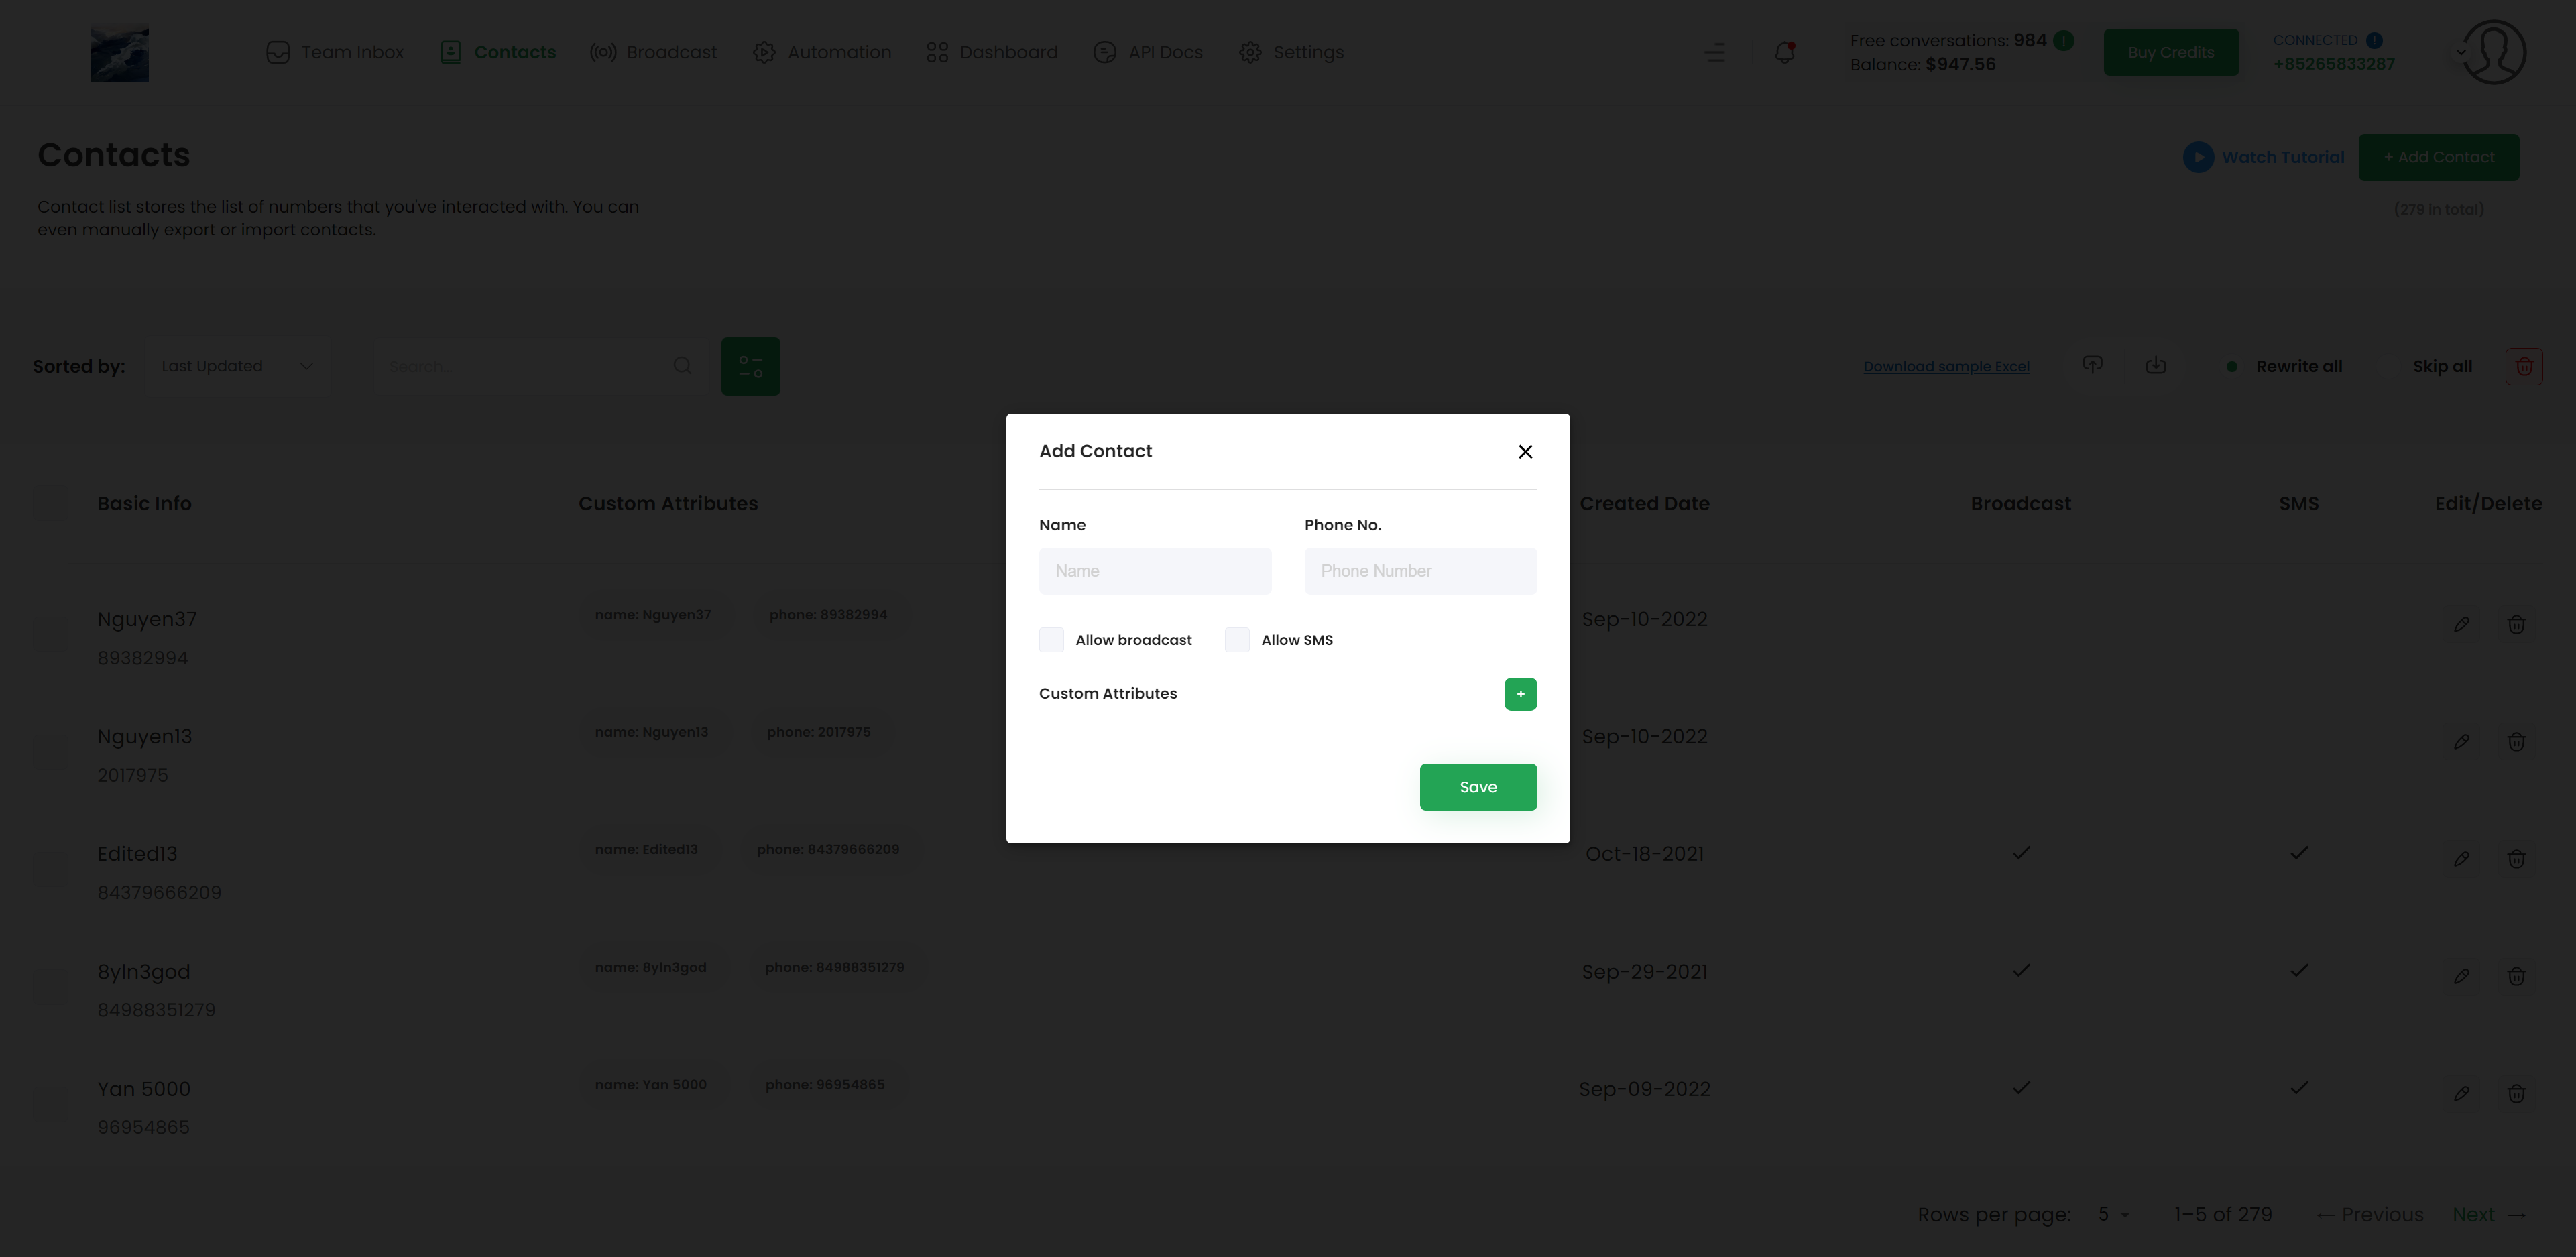 Team Inbox
Contacts
Broadcast
Automation
Dashboard
API Docs
Settings
Free conversations: 984
Balance: $947.56
Buy Credits
CONNECTED
+85265833287
Contacts
Watch Tutorial
+ Add Contact
Contact list stores the list of numbers that you've interacted with. You can
even manually export or import contacts.
(279 in total)
Sorted by:
Last Updated
Search...
Download sample Excel
Rewrite all
Skip all
Add Contact
Name
Phone No.
Name
Phone Number
Allow broadcast
Allow SMS
Custom Attributes
+
Save
Basic Info
Custom Attributes
Created Date
Broadcast
SMS
Edit/Delete
Nguyen37
89382994
name: Nguyen37
phone: 89382994
Sep-10-2022
Nguyen13
2017975
name: Nguyen13
phone: 2017975
Sep-10-2022
Edited13
84379666209
name: Edited13
phone: 84379666209
Oct-18-2021
8yln3god
84988351279
name: 8yln3god
phone: 84988351279
Sep-29-2021
Yan 5000
96954865
name: Yan 5000
phone: 96954865
Sep-09-2022
Rows per page: 5
1–5 of 279
← Previous
Next →